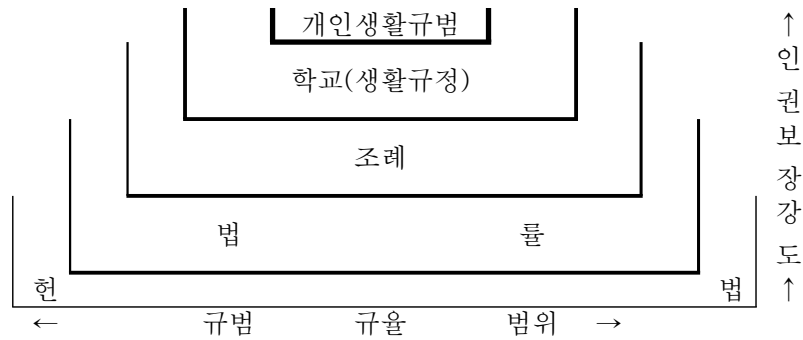 개인생활규범
학교(생활규정)
조례
법 률
헌 법
← 규범 규율 범위 →
↑
인
권
보
장
강
도
↑